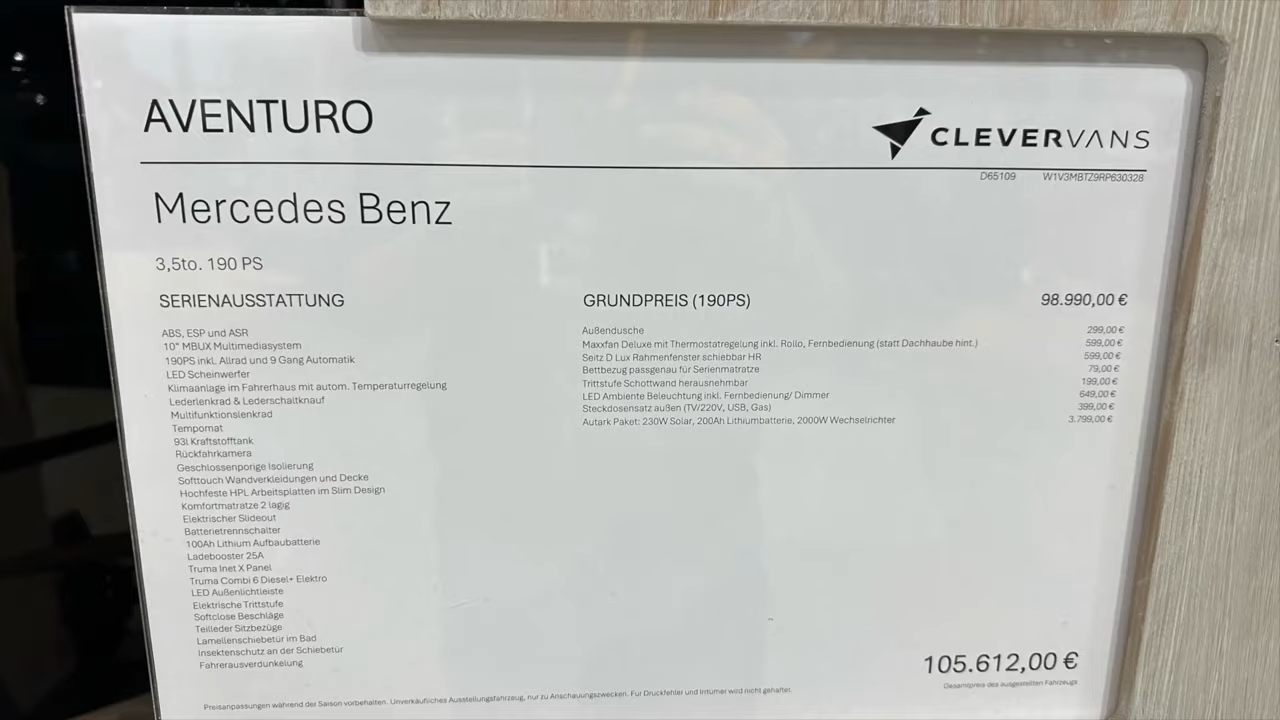 AVENTURO
CLEVERVANS
D65109 W1V3MBTZ9RP630328
Mercedes Benz
3,5to. 190 PS
SERIENAUSSTATTUNG
ABS, ESP und ASR
10" MBUX Multimediasystem
190PS inkl. Allrad und 9 Gang Automatik
LED Scheinwerfer
Klimaanlage im Fahrerhaus mit autom. Temperaturregelung
Lederlenkrad & Lederschaltknauf
Multifunktionslenkrad
Tempomat
93l Kraftstofftank
Rückfahrkamera
Geschlossenporige Isolierung
Softtouch Wandverkleidungen und Decke
Hochfeste HPL Arbeitsplatten im Slim Design
Komfortmatratze 2 lagig
Elektrischer Slideout
Batterietrennschalter
100Ah Lithium Aufbaubatterie
Ladebooster 25A
Truma Inet X Panel
Truma Combi 6 Diesel+ Elektro
LED Außenlichtleiste
Elektrische Trittstufe
Softclose Beschläge
Teilleder Sitzbezüge
Lamellenschiebetür im Bad
Insektenschutz an der Schiebetür
Fahrerausverdunkelung
GRUNDPREIS (190PS) 98.990,00 €
Außendusche 299,00 €
Maxxfan Deluxe mit Thermostatregelung inkl. Rollo, Fernbedienung (statt Dachhaube hint.) 599,00 €
Seitz D Lux Rahmenfenster schiebbar HR 599,00 €
Bettbezug passgenau für Serienmatratze 79,00 €
Trittstufe Schottwand herausnehmbar 199,00 €
LED Ambiente Beleuchtung inkl. Fernbedienung/ Dimmer 649,00 €
Steckdosensatz außen (TV/220V, USB, Gas) 399,00 €
Autark Paket: 230W Solar, 200Ah Lithiumbatterie, 2000W Wechselrichter 3.799,00 €
105.612,00 €
Gesamtpreis des ausgestellten Fahrzeugs
Preisanpassungen während der Saison vorbehalten. Unverkäufliches Ausstellungsfahrzeug, nur zu Anschauungszwecken. Für Druckfehler und Irrtümer wird nicht gehaftet.